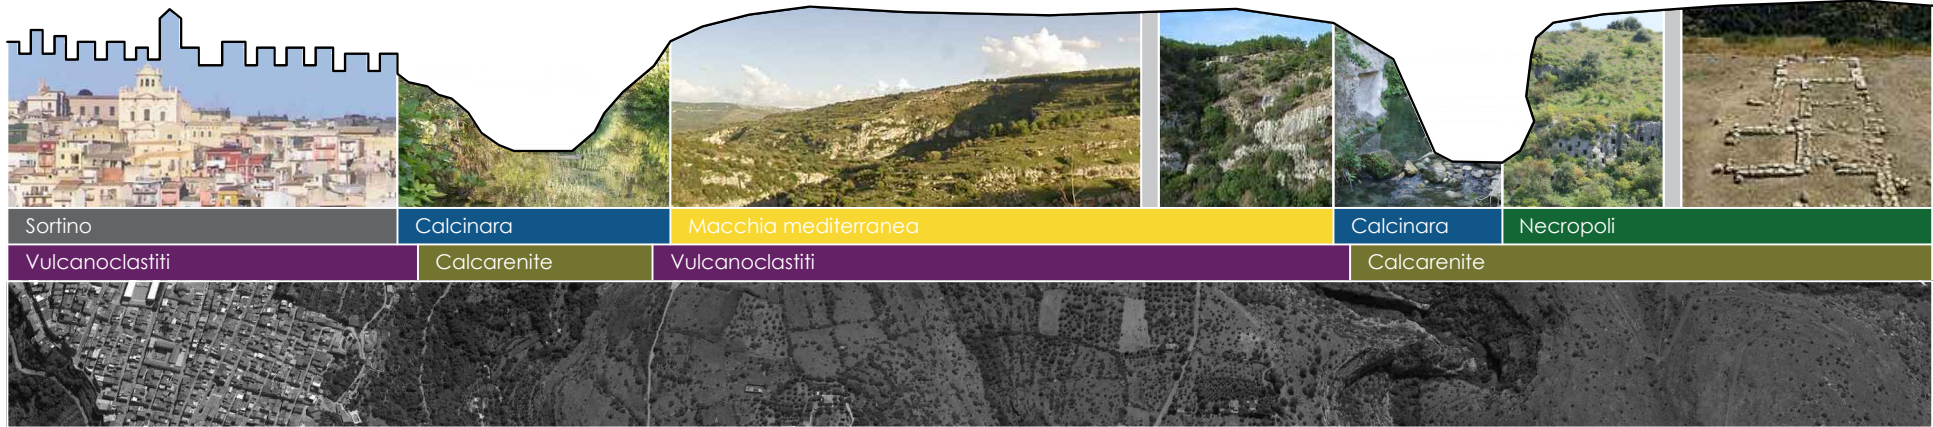 Sortino
Calcinara
Macchia mediterranea
Calcinara
Necropoli
Vulcanoclastiti
Calcarenite
Vulcanoclastiti
Calcarenite